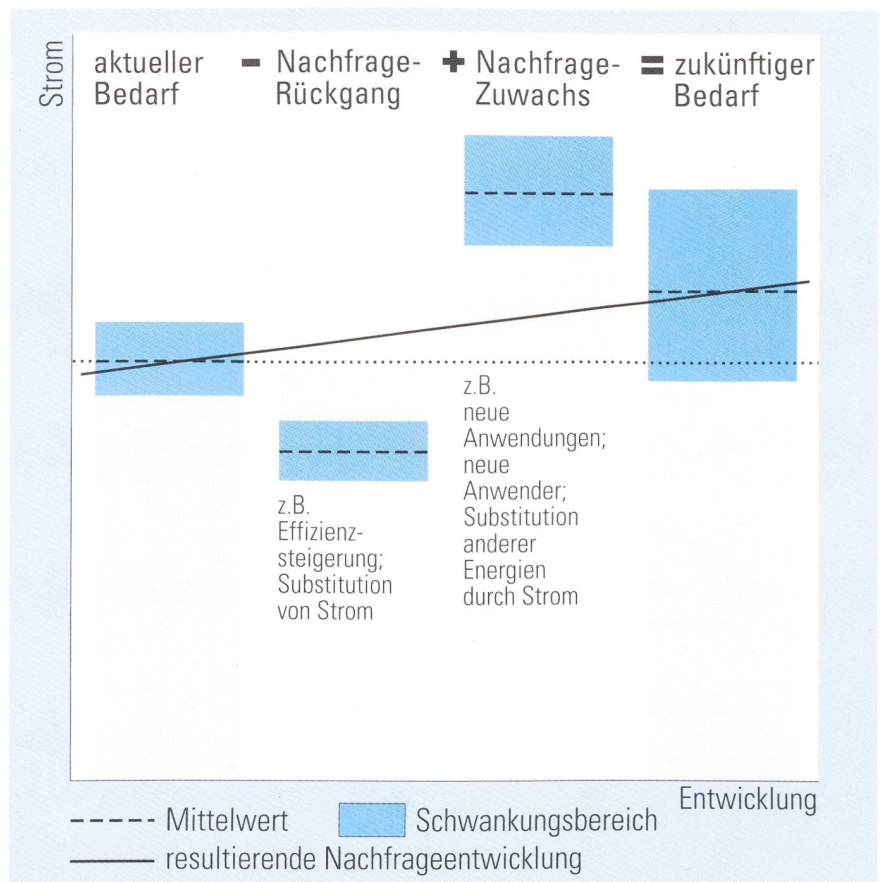 Strom
aktueller
Bedarf
- Nachfrage-
Rückgang
+ Nachfrage-
Zuwachs
= zukünftiger
Bedarf
z.B.
Effizienz-
steigerung;
Substitution
von Strom
z.B.
neue
Anwendungen;
neue
Anwender;
Substitution
anderer
Energien
durch Strom
Entwicklung
Mittelwert
Schwankungsbereich
resultierende Nachfrageentwicklung